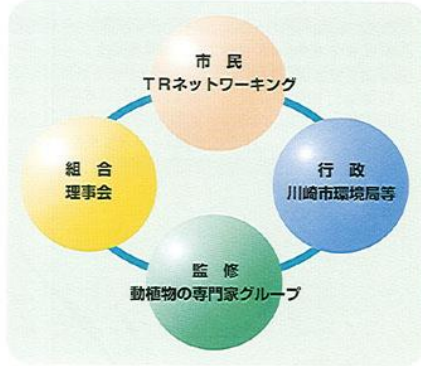 市 民
TRネットワーキング
組 合
理事会
行 政
川崎市環境局等
監 修
動植物の専門家グループ